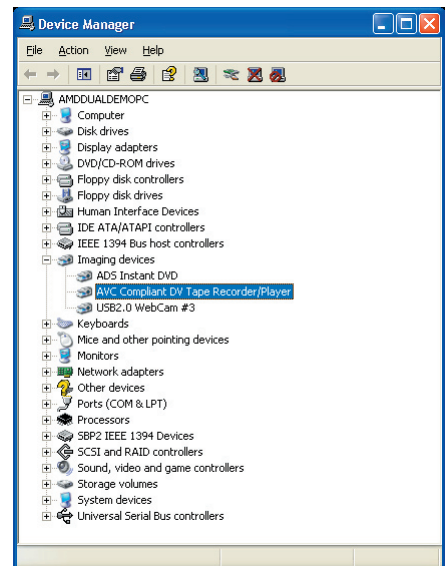 Device Manager
File Action View Help
AMDDUALDEMOPC
Computer
Disk drives
Display adapters
DVD/CD-ROM drives
Floppy disk controllers
Floppy disk drives
Human Interface Devices
IDE ATA/ATAPI controllers
IEEE 1394 Bus host controllers
Imaging devices
ADS Instant DVD
AVC Compliant DV Tape Recorder/Player
USB2.0 WebCam #3
Keyboards
Mice and other pointing devices
Monitors
Network adapters
Other devices
Ports (COM & LPT)
Processors
SBP2 IEEE 1394 Devices
SCSI and RAID controllers
Sound, video and game controllers
Storage volumes
System devices
Universal Serial Bus controllers